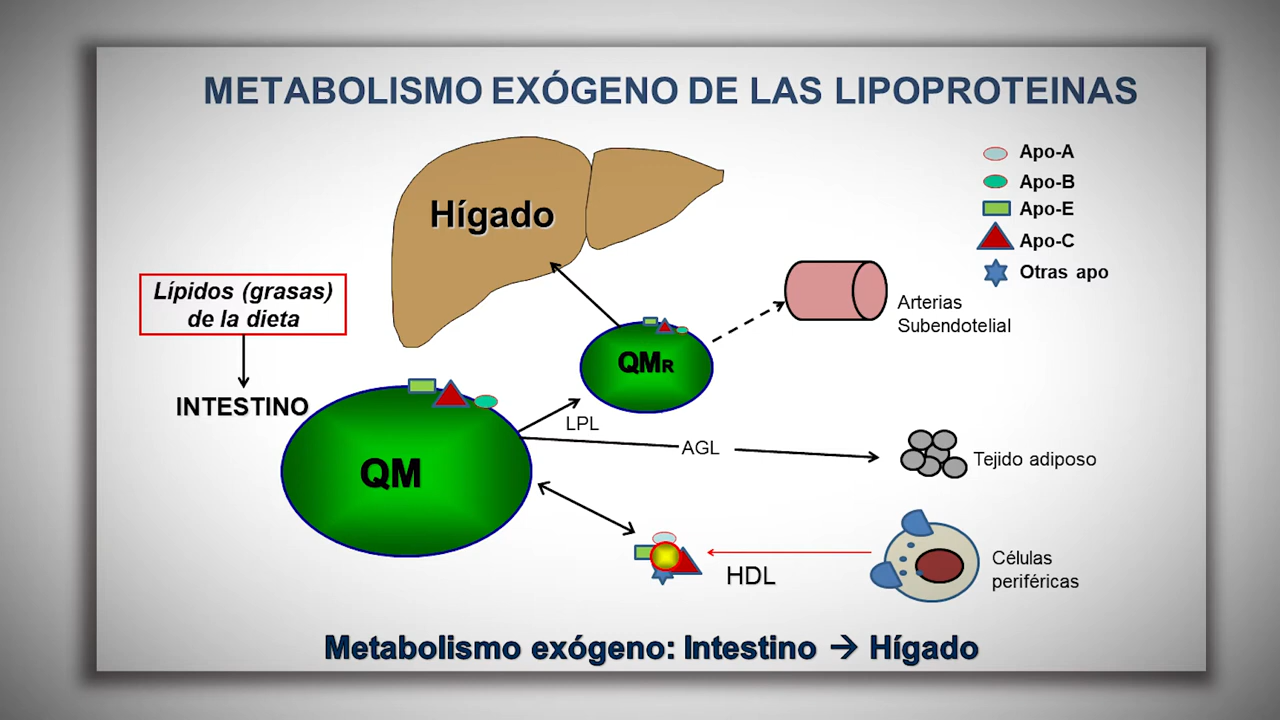 METABOLISMO EXÓGENO DE LAS LIPOPROTEINAS
Apo-A
Apo-B
Apo-E
Apo-C
Otras apo
Hígado
Lípidos (grasas)
de la dieta
INTESTINO
Arterias
Subendotelial
QMR
LPL
AGL
Tejido adiposo
QM
HDL
Células
periféricas
Metabolismo exógeno: Intestino → Hígado